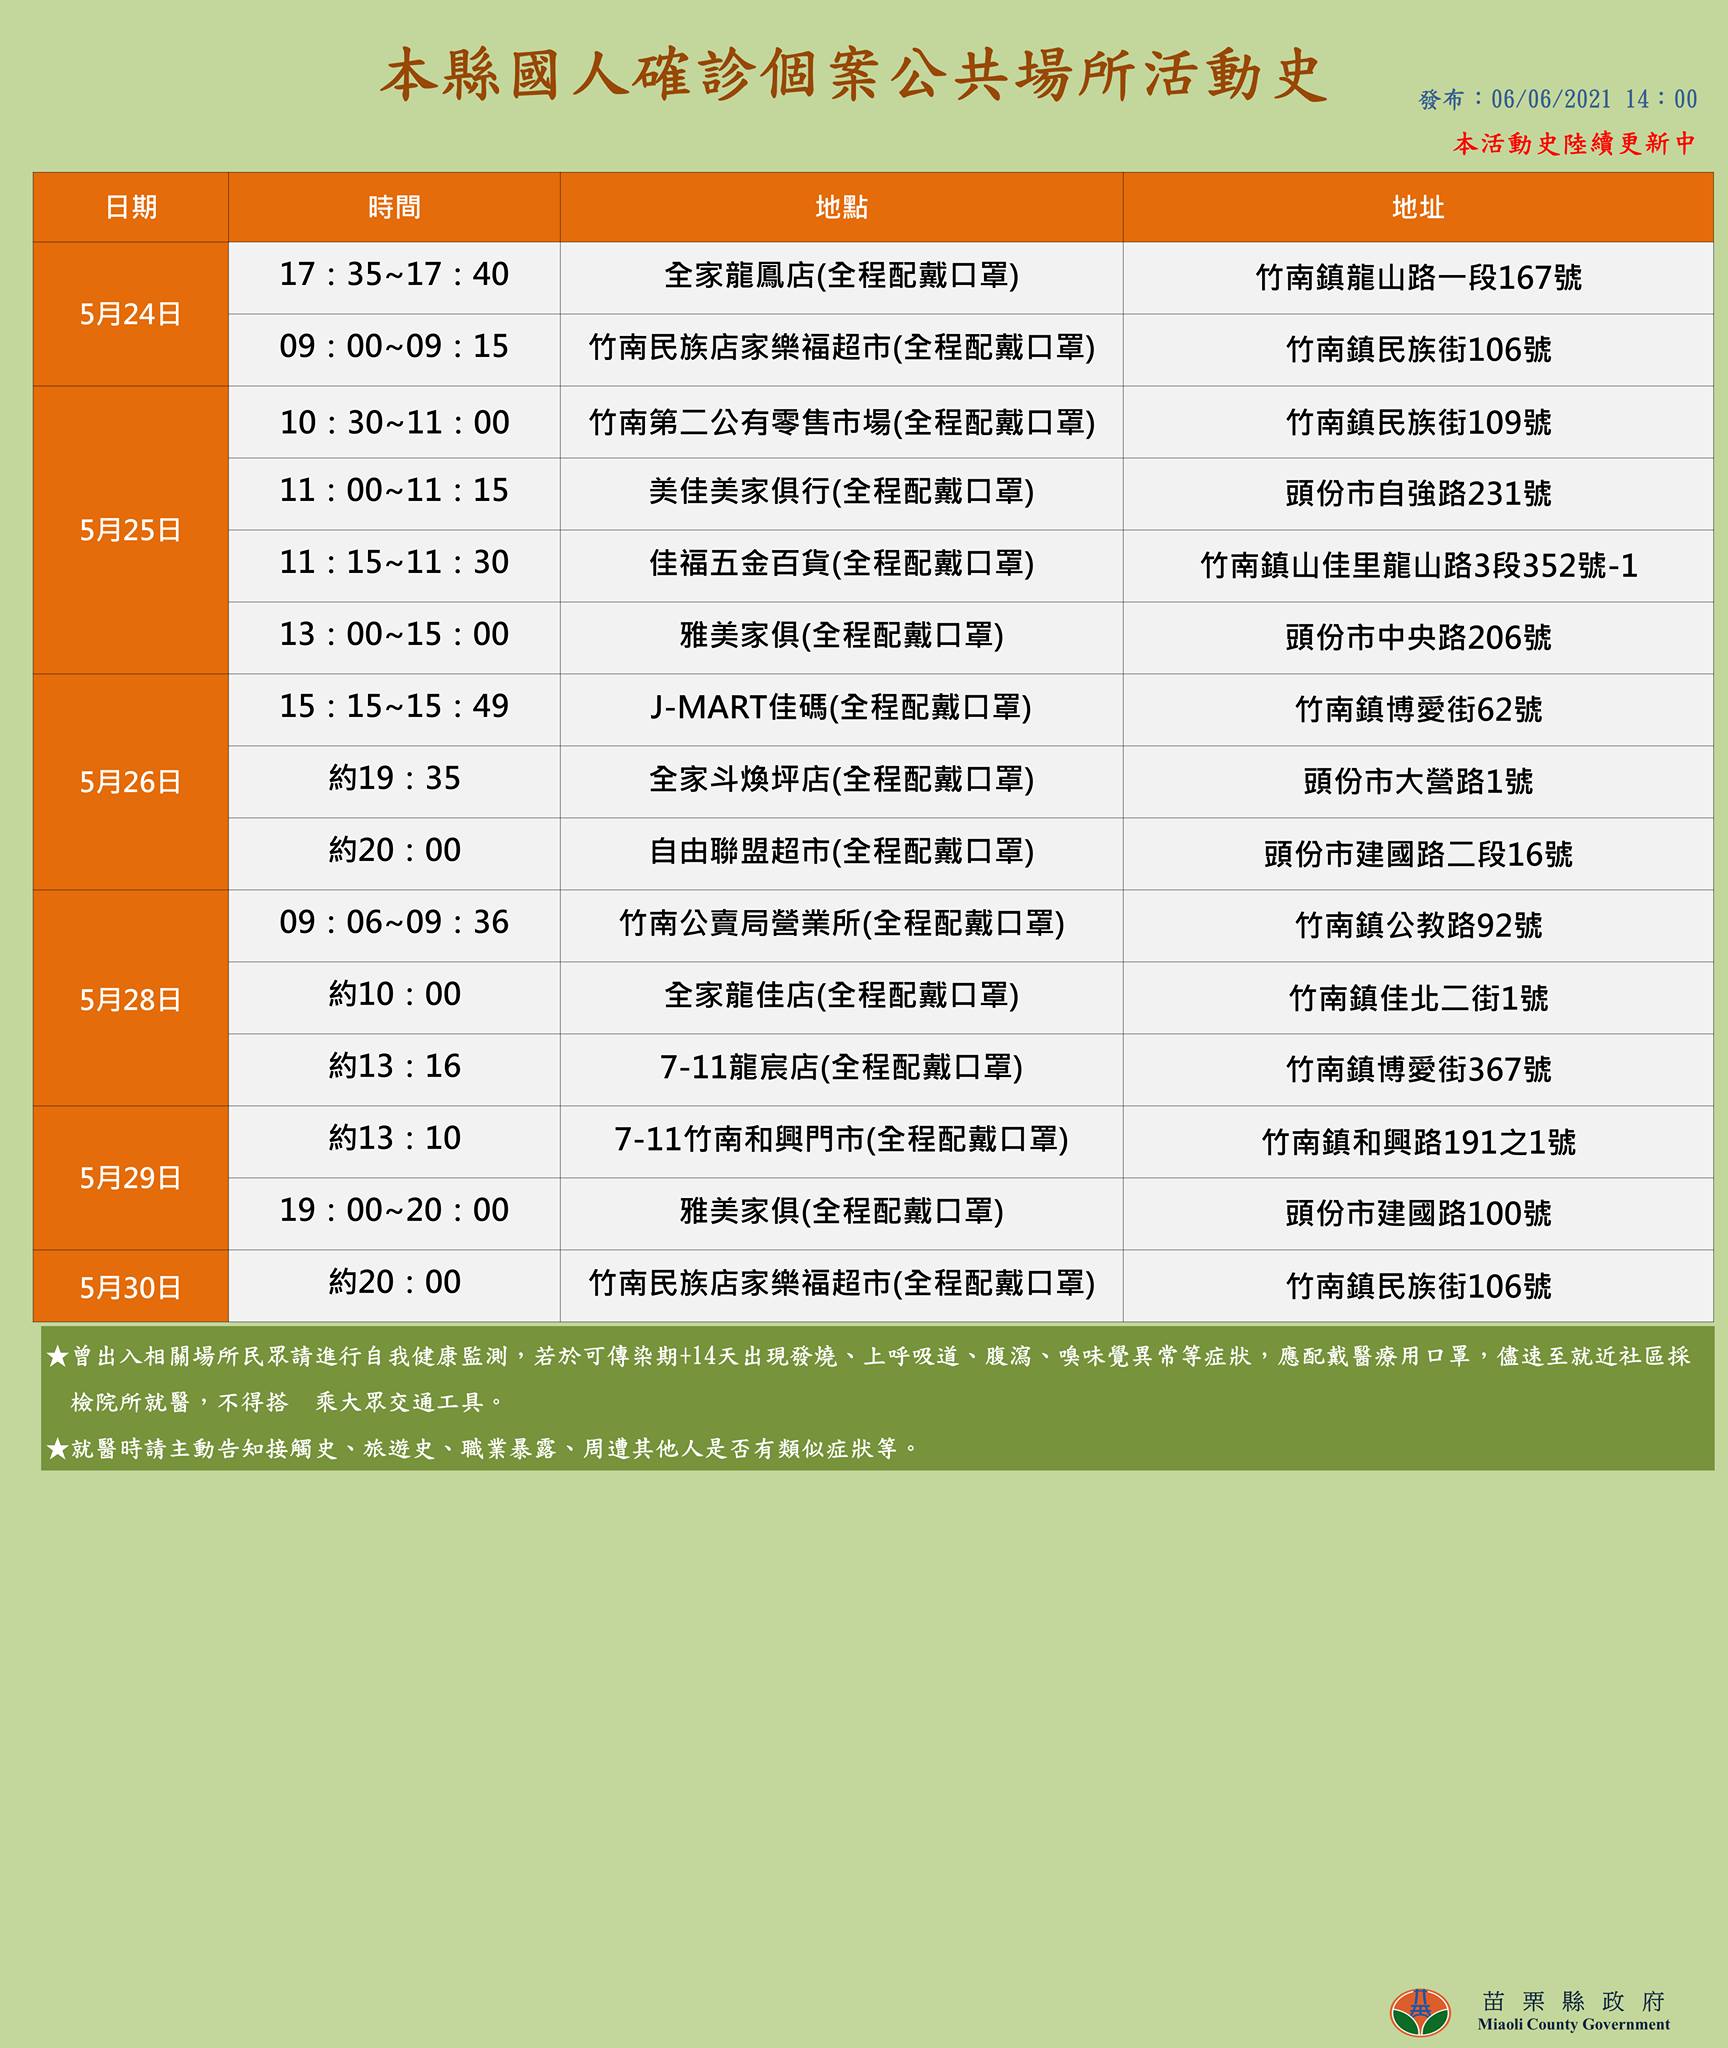 本縣國人確診個案公共場所活動史
發布：06/06/2021 14：00
本活動史陸續更新中
日期 時間 地點 地址
5月24日
17：35~17：40 全家龍鳳店(全程配戴口罩) 竹南鎮龍山路一段167號
09：00~09：15 竹南民族店家樂福超市(全程配戴口罩) 竹南鎮民族街106號
5月25日
10：30~11：00 竹南第二公有零售市場(全程配戴口罩) 竹南鎮民族街109號
11：00~11：15 美佳美家俱行(全程配戴口罩) 頭份市自強路231號
11：15~11：30 佳福五金百貨(全程配戴口罩) 竹南鎮山佳里龍山路3段352號-1
13：00~15：00 雅美家俱(全程配戴口罩) 頭份市中央路206號
5月26日
15：15~15：49 J-MART佳碼(全程配戴口罩) 竹南鎮博愛街62號
約19：35 全家斗煥坪店(全程配戴口罩) 頭份市大營路1號
約20：00 自由聯盟超市(全程配戴口罩) 頭份市建國路二段16號
5月28日
09：06~09：36 竹南公賣局營業所(全程配戴口罩) 竹南鎮公教路92號
約10：00 全家龍佳店(全程配戴口罩) 竹南鎮佳北二街1號
約13：16 7-11龍宸店(全程配戴口罩) 竹南鎮博愛街367號
5月29日
約13：10 7-11竹南和興門市(全程配戴口罩) 竹南鎮和興路191之1號
19：00~20：00 雅美家俱(全程配戴口罩) 頭份市建國路100號
5月30日 約20：00 竹南民族店家樂福超市(全程配戴口罩) 竹南鎮民族街106號
★曾出入相關場所民眾請進行自我健康監測，若於可傳染期+14天出現發燒、上呼吸道、腹瀉、嗅味覺異常等症狀，應配戴醫療用口罩，儘速至就近社區採
檢院所就醫，不得搭　乘大眾交通工具。
★就醫時請主動告知接觸史、旅遊史、職業暴露、周遭其他人是否有類似症狀等。
苗栗縣政府
Miaoli County Government